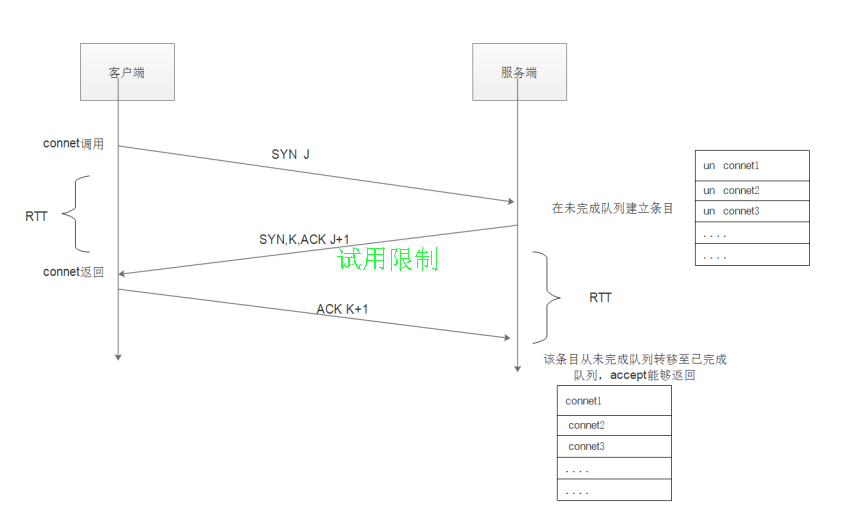 客户端
服务端
connet调用
SYN J
un connet1
un connet2
un connet3
....
....
在未完成队列建立条目
RTT
SYN,K,ACK J+1
试用限制
connet返回
RTT
ACK K+1
该条目从未完成队列转移至已完成
队列，accept能够返回
connet1
connet2
connet3
....
....